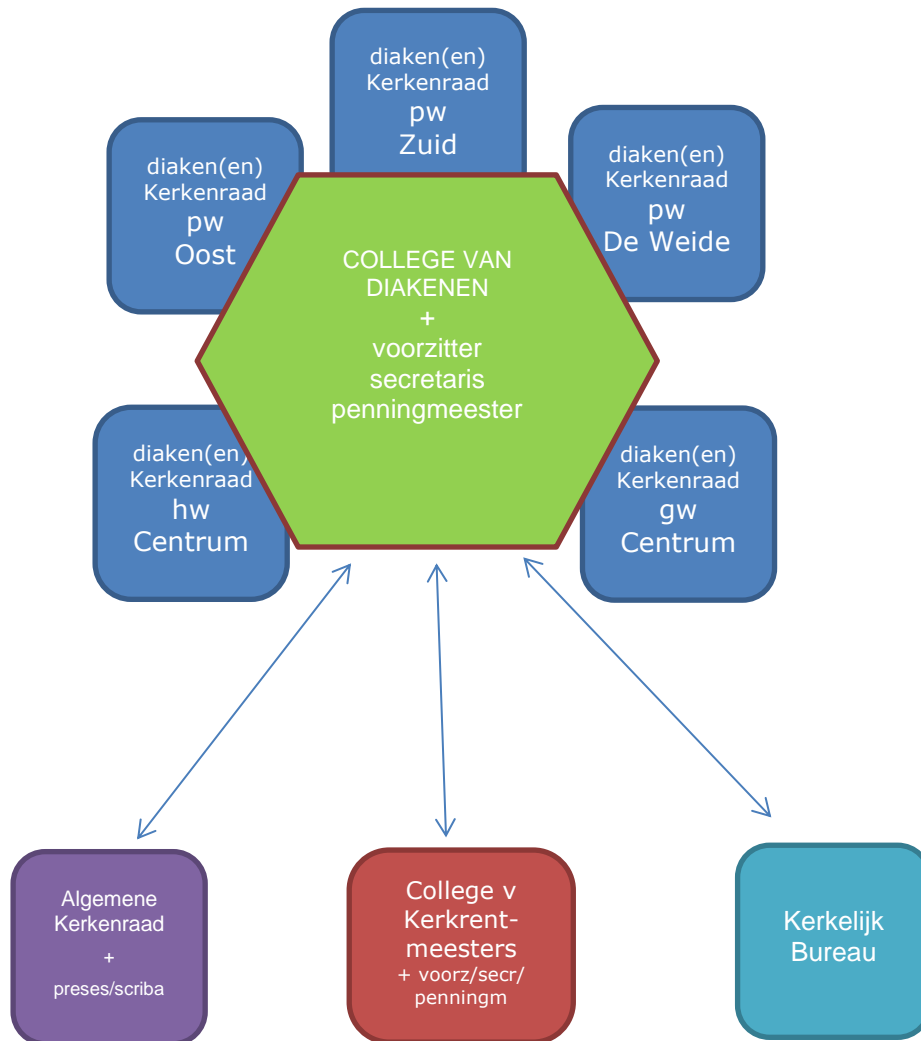 diaken(en)
Kerkenraad
pw
Zuid
diaken(en)
Kerkenraad
pw
Oost
diaken(en)
Kerkenraad
pw
De Weide
COLLEGE VAN
DIAKENEN
+
voorzitter
secretaris
penningmeester
diaken(en)
Kerkenraad
hw
Centrum
diaken(en)
Kerkenraad
gw
Centrum
Algemene
Kerkenraad
+
preses/scriba
College v
Kerkrent-
meesters
+ voorz/secr/
penningm
Kerkelijk
Bureau